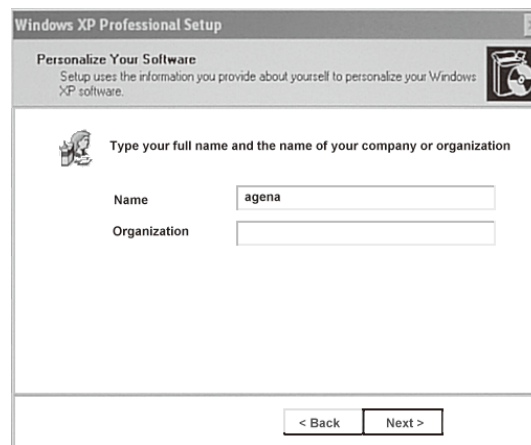 Windows XP Professional Setup
Personalize Your Software
Setup uses the information you provide about yourself to personalize your Windows
XP software.
Type your full name and the name of your company or organization
Name
agena
Organization
< Back
Next >